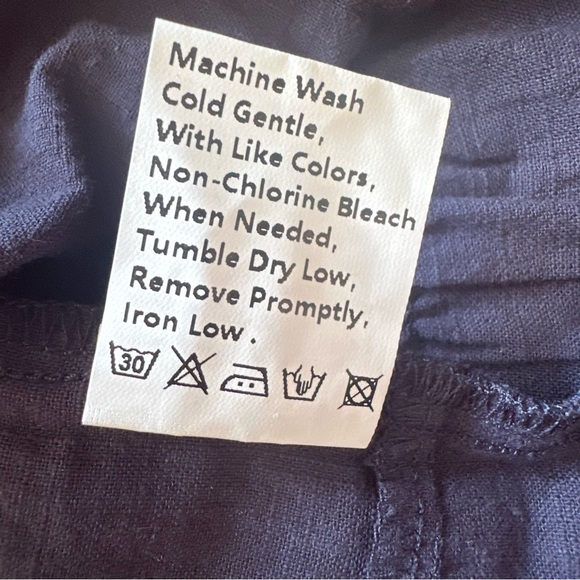 Machine Wash
Cold Gentle,
With Like Colors,
Non-Chlorine Bleach
When Needed,
Tumble Dry Low,
Remove Promptly,
Iron Low.
30